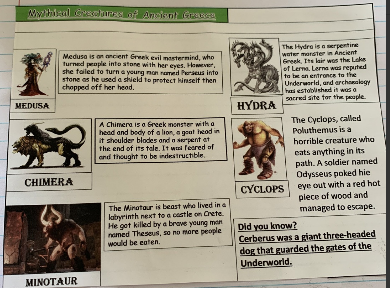 Mythical Creatures of Ancient Greece
Medusa is an ancient Greek evil mastermind, who
turned people into stone with her eyes. However,
she failed to turn a young man named Perseus into
stone as he used a shield to protect himself then
chopped off her head.
MEDUSA
The Hydra is a serpentine
water monster in Ancient
Greek. Its lair was the Lake
of Lerna. Lerna was reputed
to be an entrance to the
Underworld, and archaeology
has established it was a
sacred site for the people.
HYDRA
A Chimera is a Greek monster with a
head and body of a lion, a goat head in
it shoulder blades and a serpent at
the end of its tale. It was feared of
and thought to be indestructible.
CHIMERA
The Cyclops, called
Poluthemus is a
horrible creature who
eats anything in its
path. A soldier named
Odysseus poked hie
eye out with a red hot
piece of wood and
managed to escape.
CYCLOPS
The Minotaur is beast who lived in a
labyrinth next to a castle on Crete.
He got killed by a brave young man
named Theseus, so no more people
would be eaten.
MINOTAUR
Did you know?
Cerberus was a giant three-headed
dog that guarded the gates of the
Underworld.